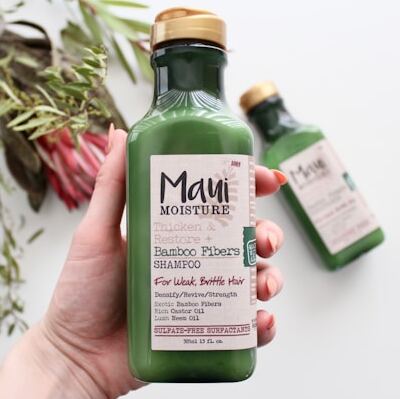 Maui
MOISTURE
Thicken &
Restore +
Bamboo Fibers
SHAMPOO
For Weak, Brittle Hair
Densify/Revive/Strength
Exotic Bamboo Fibers
Rich Castor Oil
Lush Neem Oil
SULFATE-FREE SURFACTANTS
385ml 13 fl. oz.
Maui